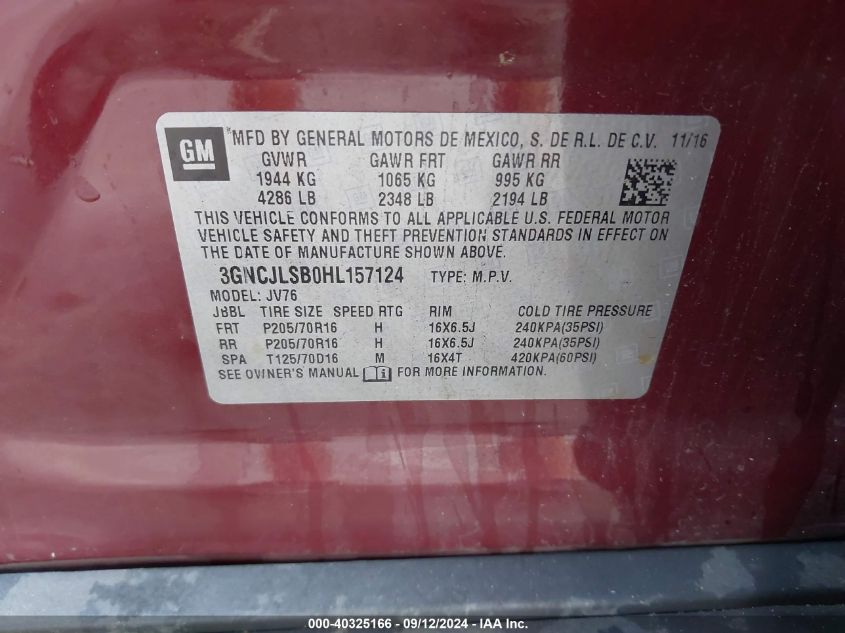 GM
*MFD BY GENERAL MOTORS DE MEXICO, S. DE R.L. DE C.V. 11/16
GVWR GAWR FRT GAWR RR
1944 KG 1065 KG 995 KG
4286 LB 2348 LB 2194 LB
THIS VEHICLE CONFORMS TO ALL APPLICABLE U.S. FEDERAL MOTOR
VEHICLE SAFETY AND THEFT PREVENTION STANDARDS IN EFFECT ON
THE DATE OF MANUFACTURE SHOWN ABOVE.
3GNCJLSB0HL157124 TYPE: M.P.V.
MODEL: JV76
JBBL TIRE SIZE SPEED RTG RIM COLD TIRE PRESSURE
FRT P205/70R16 H 16X6.5J 240KPA(35PSI)
RR P205/70R16 H 16X6.5J 240KPA(35PSI)
SPA T125/70D16 M 16X4T 420KPA(60PSI)
SEE OWNER'S MANUAL FOR MORE INFORMATION.
000-40325166 - 09/12/2024 - IAA Inc.